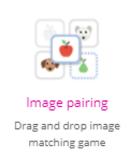 Image pairing
Drag and drop image
matching game